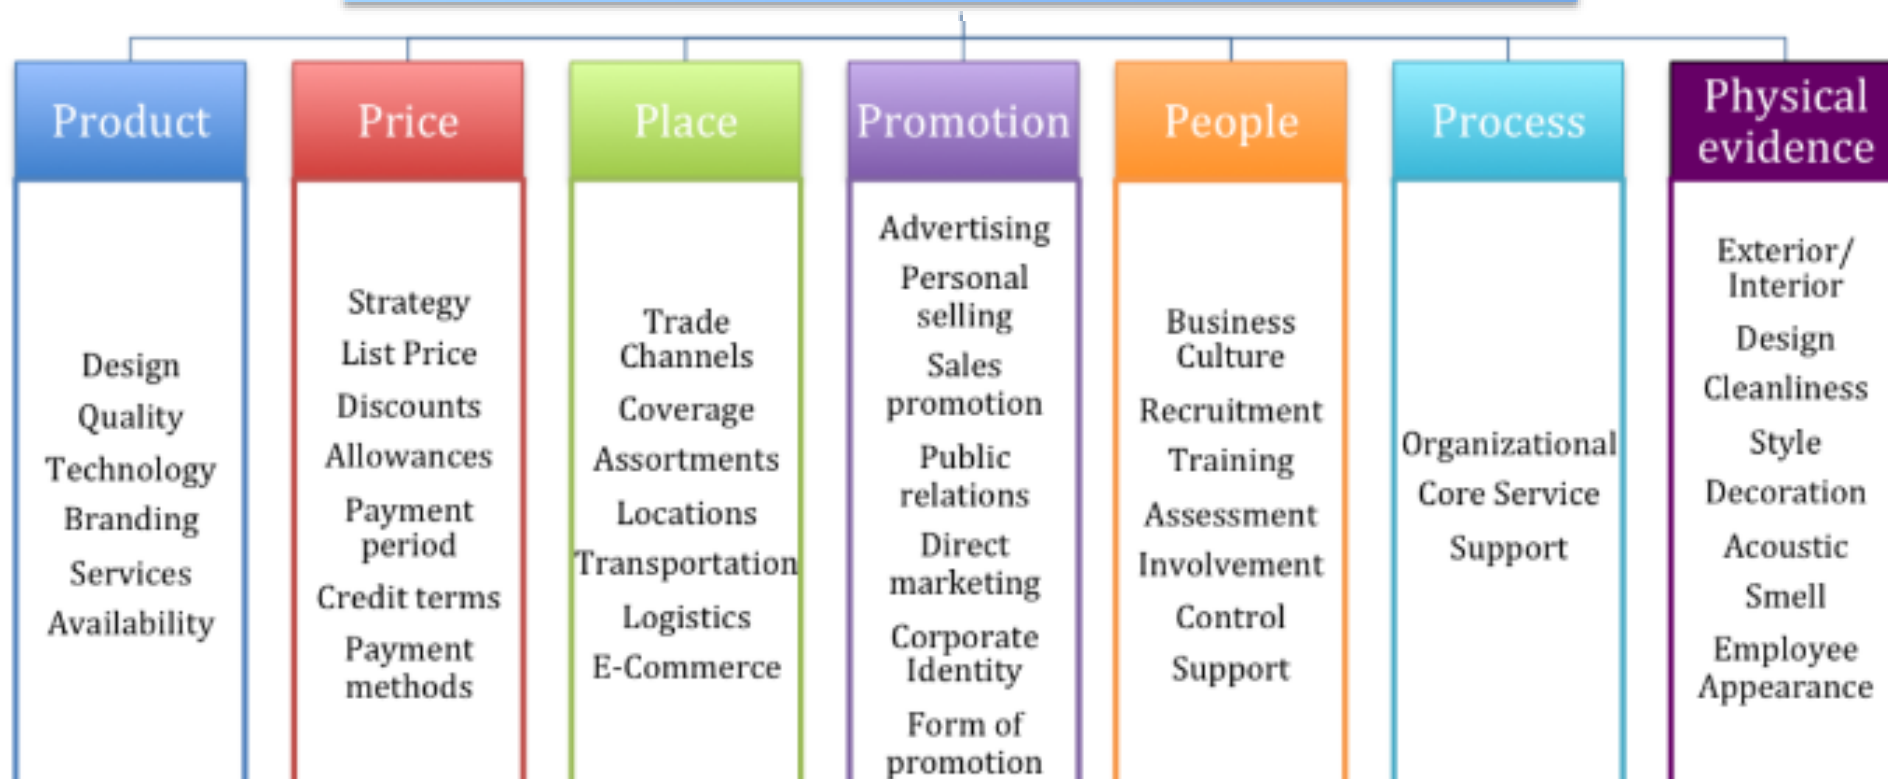 Product
Design
Quality
Technology
Branding
Services
Availability
Price
Strategy
List Price
Discounts
Allowances
Payment
period
Credit terms
Payment
methods
Place
Trade
Channels
Coverage
Assortments
Locations
Transportation
Logistics
E-Commerce
Promotion
Advertising
Personal
selling
Sales
promotion
Public
relations
Direct
marketing
Corporate
Identity
Form of
promotion
People
Business
Culture
Recruitment
Training
Assessment
Involvement
Control
Support
Process
Organizational
Core Service
Support
Physical
evidence
Exterior/
Interior
Design
Cleanliness
Style
Decoration
Acoustic
Smell
Employee
Appearance